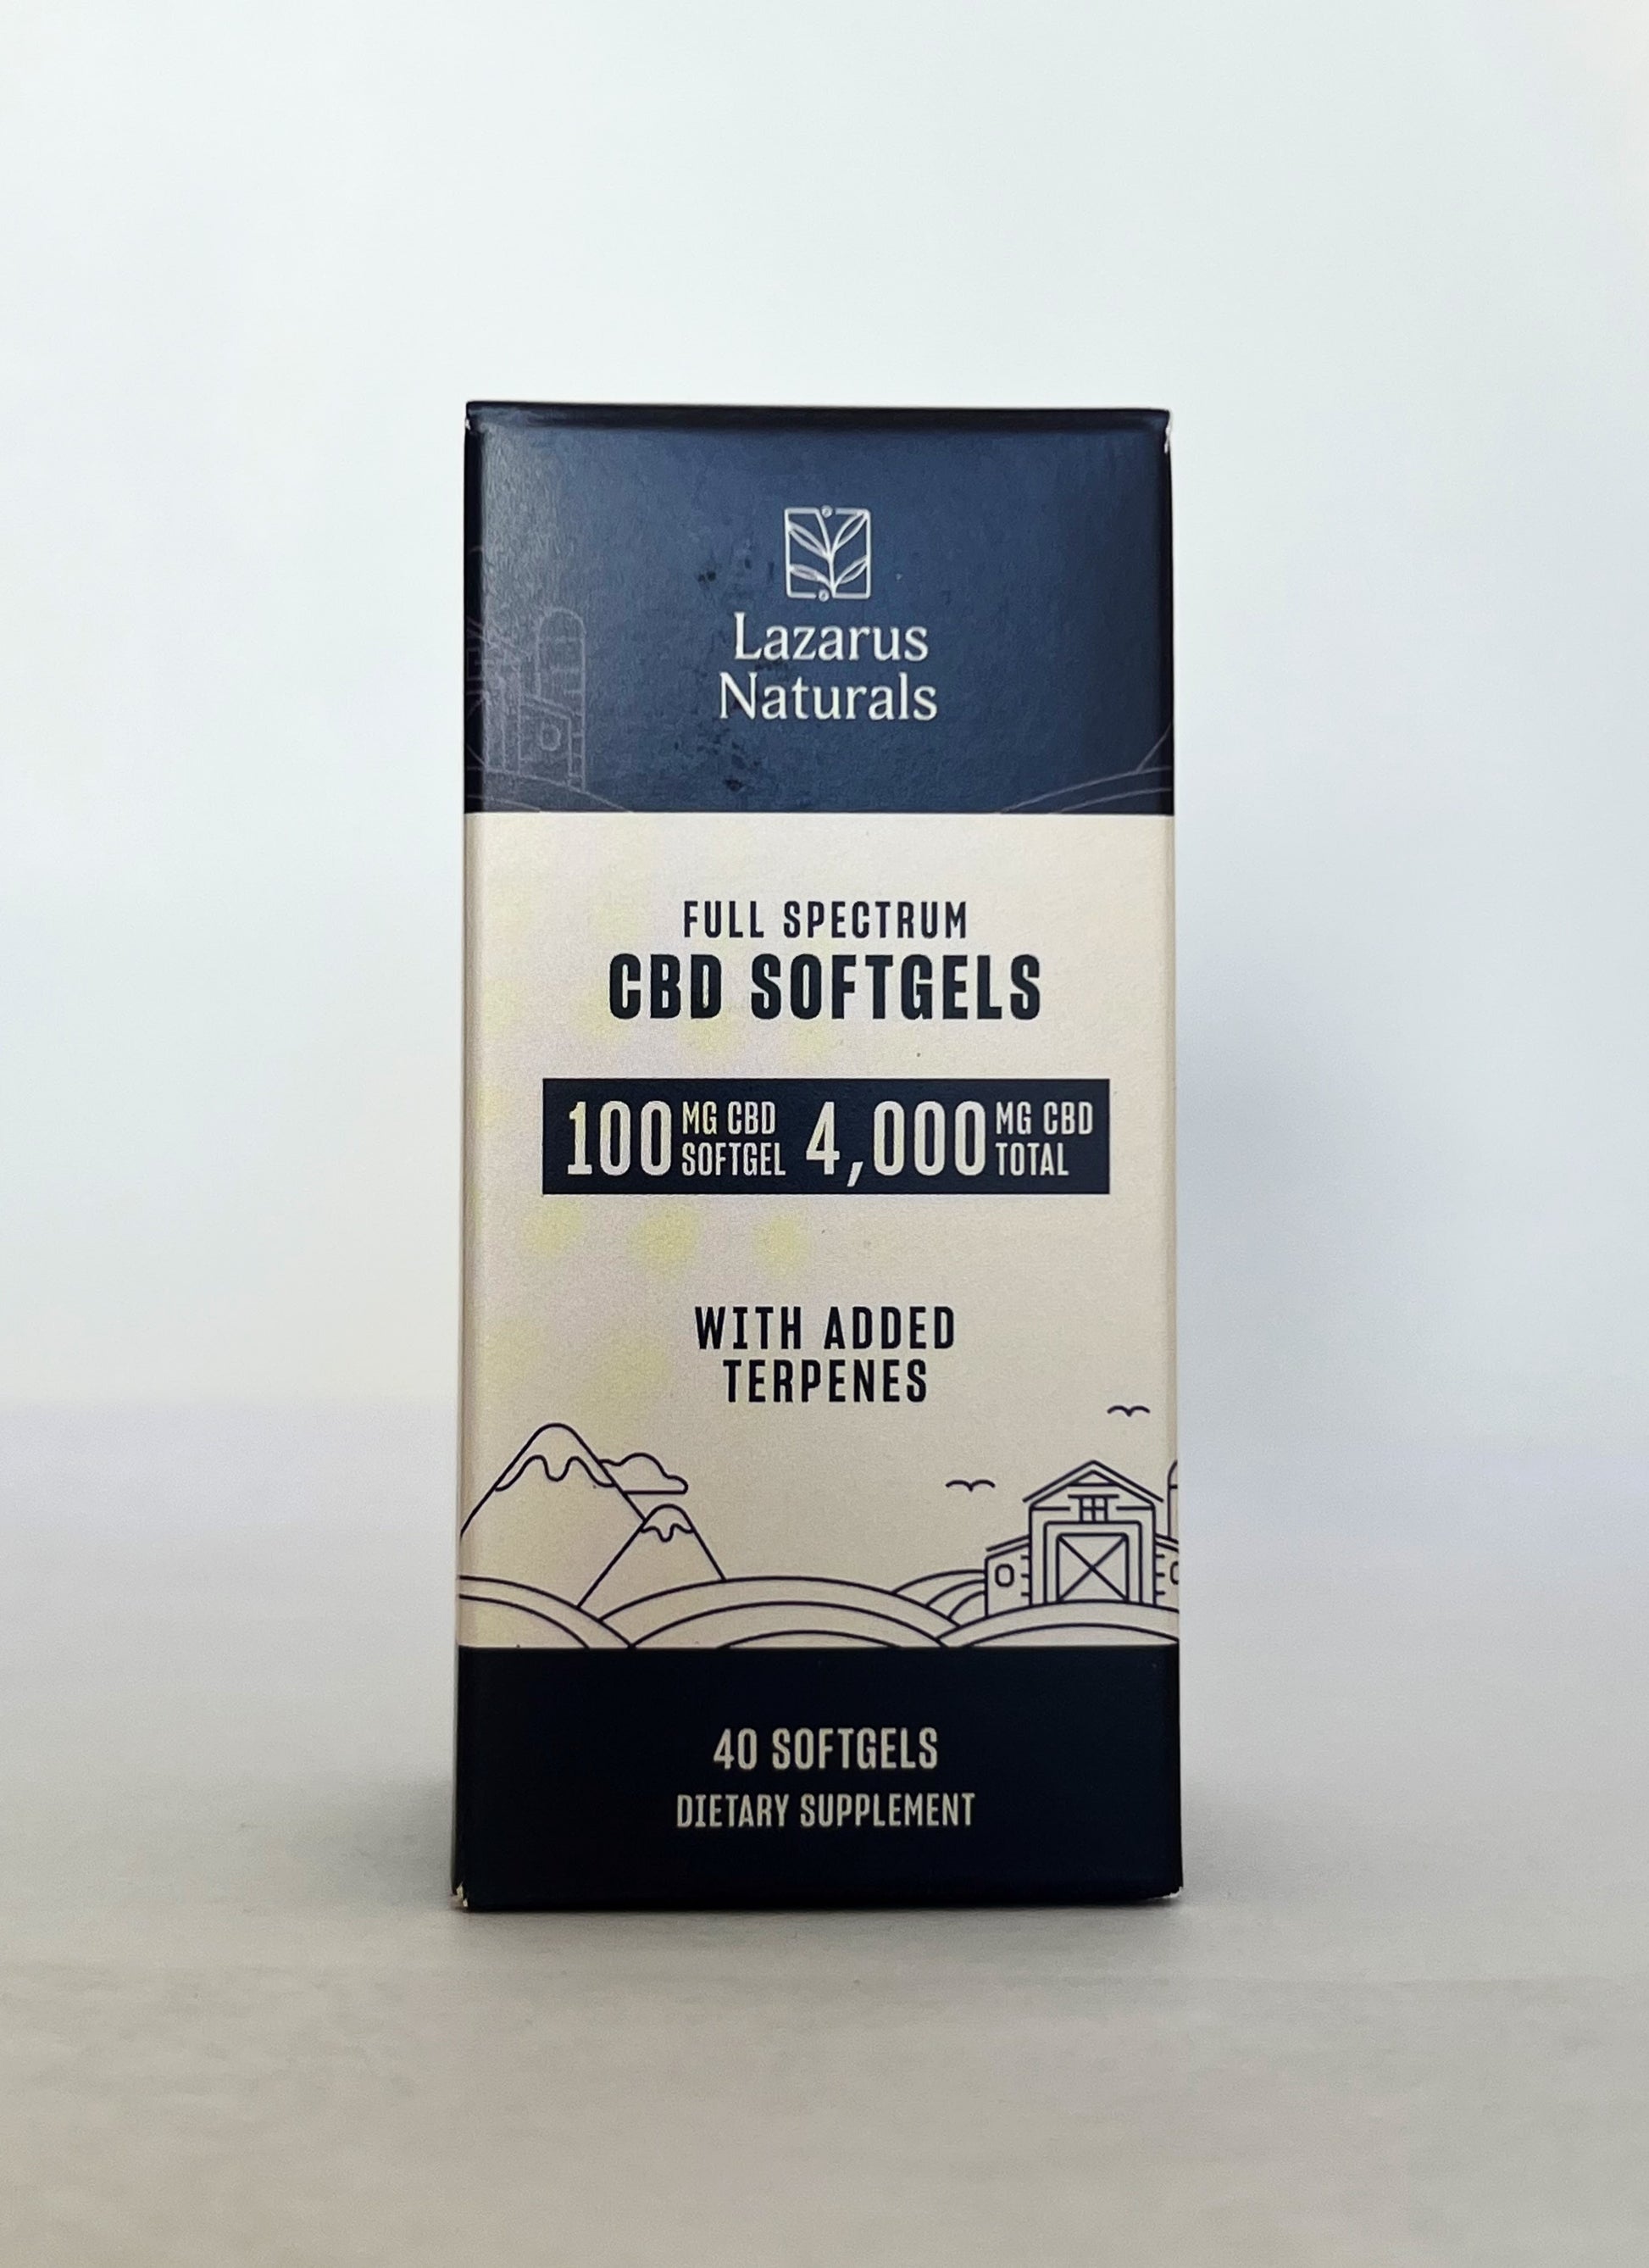 Lazarus
Naturals
FULL SPECTRUM
CBD SOFTGELS
100 MG CBD SOFTGEL 4,000 MG CBD TOTAL
WITH ADDED
TERPENES
40 SOFTGELS
DIETARY SUPPLEMENT